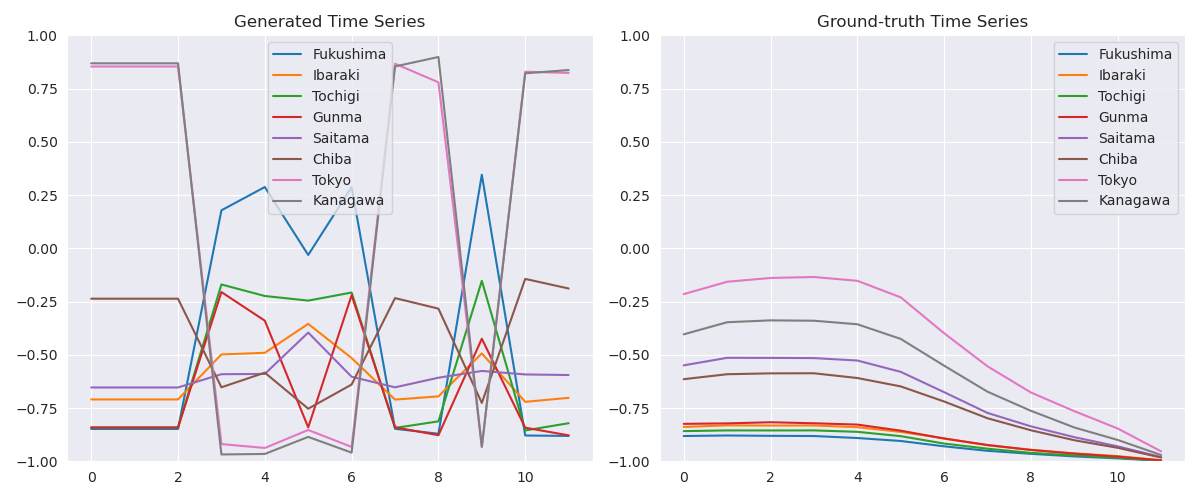 Generated Time Series
1.00
0.75
0.50
0.25
0.00
−0.25
−0.50
−0.75
−1.00
0
2
4
6
8
10
Fukushima
Ibaraki
Tochigi
Gunma
Saitama
Chiba
Tokyo
Kanagawa
Ground-truth Time Series
1.00
0.75
0.50
0.25
0.00
−0.25
−0.50
−0.75
−1.00
0
2
4
6
8
10
Fukushima
Ibaraki
Tochigi
Gunma
Saitama
Chiba
Tokyo
Kanagawa